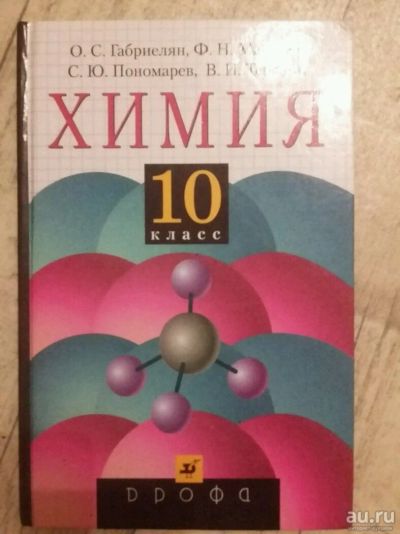 О. С. Габриелян, Ф. Н.
С. Ю. Пономарев, В. И.
ХИМИЯ
10
класс
дрофа
au.ru